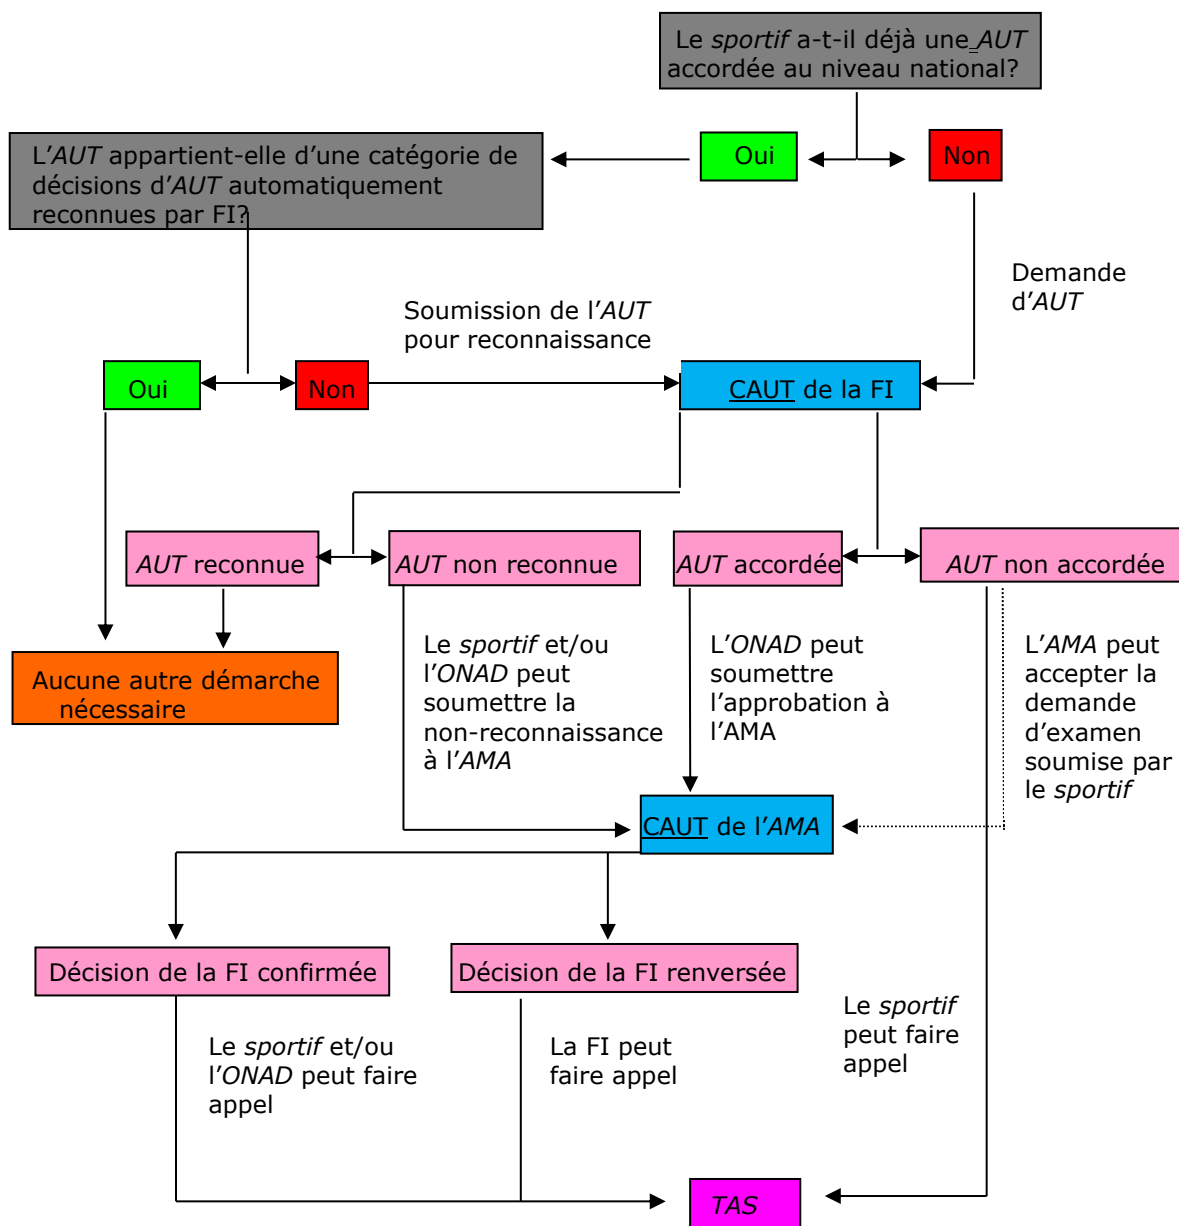 Le sportif a-t-il déjà une AUT
accordée au niveau national?
L'AUT appartient-elle d'une catégorie de
décisions d'AUT automatiquement
reconnues par FI?
Oui
Non
Demande
d'AUT
Soumission de l'AUT
pour reconnaissance
Oui
Non
CAUT de la FI
AUT reconnue
AUT non reconnue
AUT accordée
AUT non accordée
Aucune autre démarche
nécessaire
Le sportif et/ou
l'ONAD peut
soumettre la
non-reconnaissance
à l'AMA
L'ONAD peut
soumettre
l'approbation à
l'AMA
L'AMA peut
accepter la
demande
d'examen
soumise par
le sportif
CAUT de l'AMA
Décision de la FI confirmée
Décision de la FI renversée
Le sportif et/ou
l'ONAD peut faire
appel
La FI peut
faire appel
Le sportif
peut faire
appel
TAS